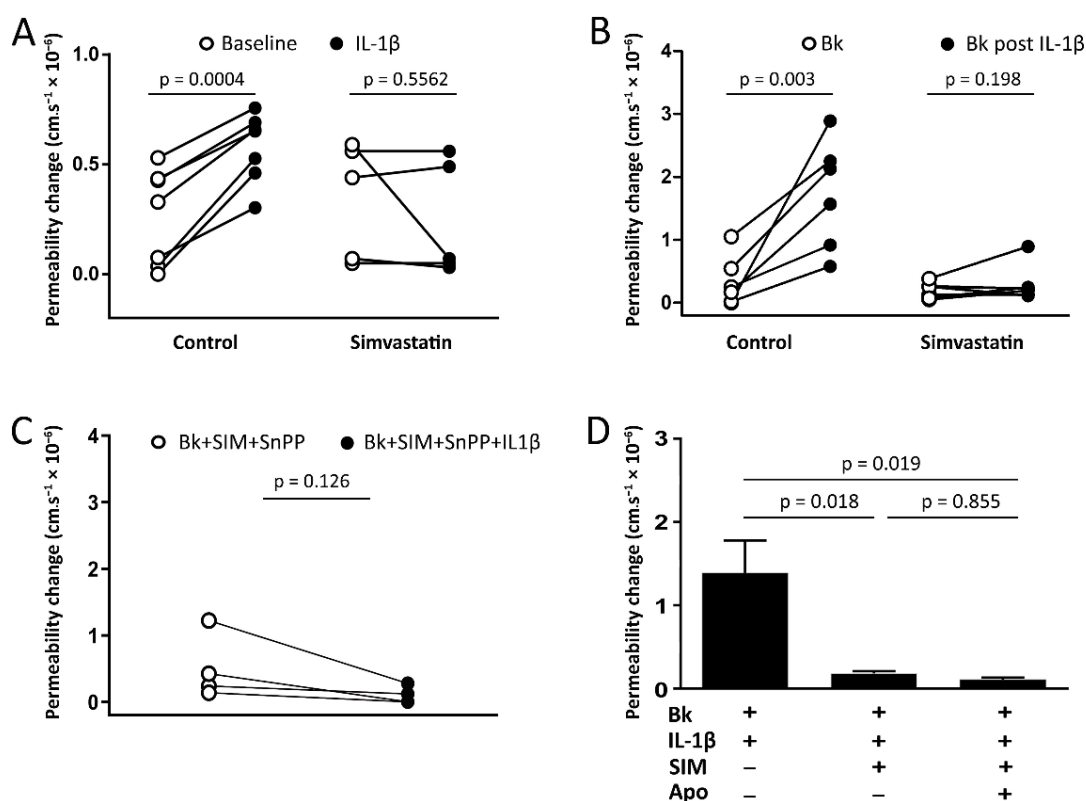 A
○ Baseline ● IL-1β
Permeability change (cm.s⁻¹ × 10⁻⁶)
1.0
0.5
0.0
p = 0.0004
p = 0.5562
Control
Simvastatin
B
○ Bk ● Bk post IL-1β
Permeability change (cm.s⁻¹ × 10⁻⁶)
4
3
2
1
0
p = 0.003
p = 0.198
Control
Simvastatin
C
○ Bk+SIM+SnPP ● Bk+SIM+SnPP+IL1β
Permeability change (cm.s⁻¹ × 10⁻⁶)
4
3
2
1
0
p = 0.126
D
Permeability change (cm.s⁻¹ × 10⁻⁶)
3
2
1
0
p = 0.019
p = 0.018
p = 0.855
Bk + + +
IL-1β + + +
SIM – + +
Apo – – +